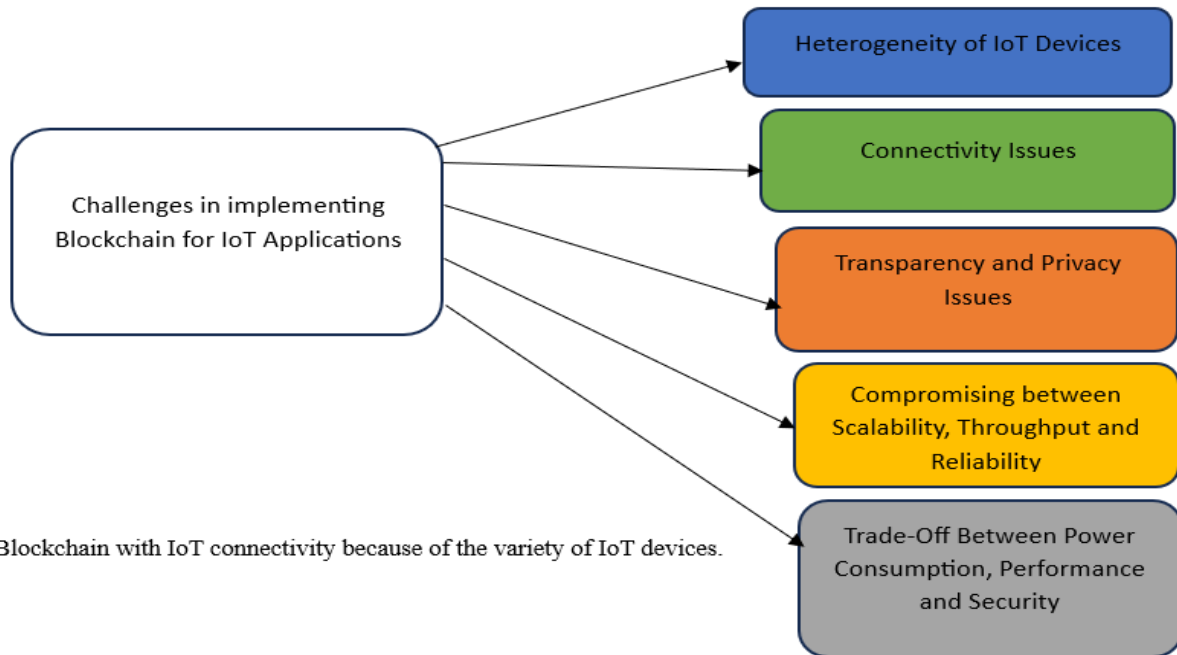 Challenges in implementing
Blockchain for IoT Applications
Heterogeneity of IoT Devices
Connectivity Issues
Transparency and Privacy
Issues
Compromising between
Scalability, Throughput and
Reliability
Trade-Off Between Power
Consumption, Performance
and Security
Blockchain with IoT connectivity because of the variety of IoT devices.